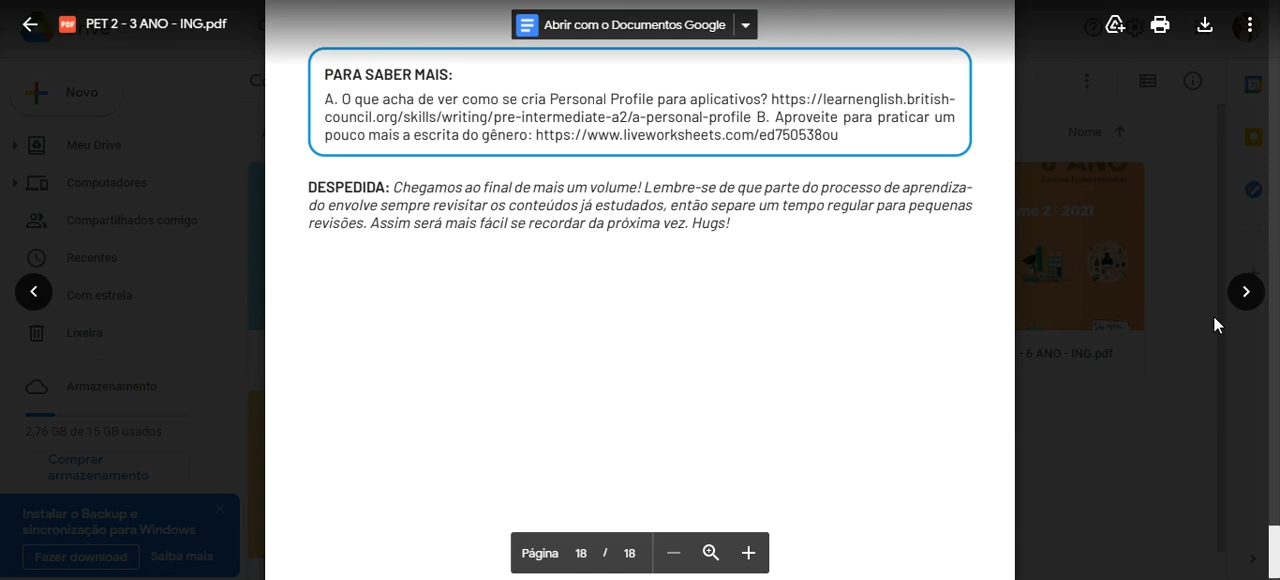 PET 2 - 3 ANO - ING.pdf
Abrir com o Documentos Google
PARA SABER MAIS:
A. O que acha de ver como se cria Personal Profile para aplicativos? https://learnenglish.british-
council.org/skills/writing/pre-intermediate-a2/a-personal-profile B. Aproveite para praticar um
pouco mais a escrita do gênero: https://www.liveworksheets.com/ed750538ou
DESPEDIDA: Chegamos ao final de mais um volume! Lembre-se de que parte do processo de aprendiza-
do envolve sempre revisitar os conteúdos já estudados, então separe um tempo regular para pequenas
revisões. Assim será mais fácil se recordar da próxima vez. Hugs!
Novo
Meu Drive
Computadores
Compartilhados comigo
Recentes
Com estrela
Lixeira
Armazenamento
2,76 GB de 15 GB usados
Comprar
armazenamento
Instalar o Backup e
sincronização para Windows
Fazer download Saiba mais
Nome
6 ANO
2 - 2021
- 6 ANO - ING.pdf
Página 18 / 18